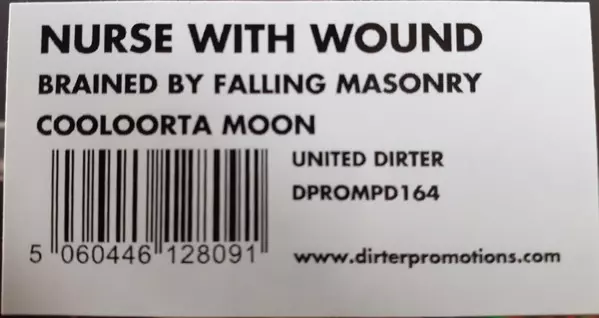 NURSE WITH WOUND
BRAINED BY FALLING MASONRY
COOLOORTA MOON
UNITED DIRTER
DPROMPD164
5 060446 128091
www.dirterpromotions.com